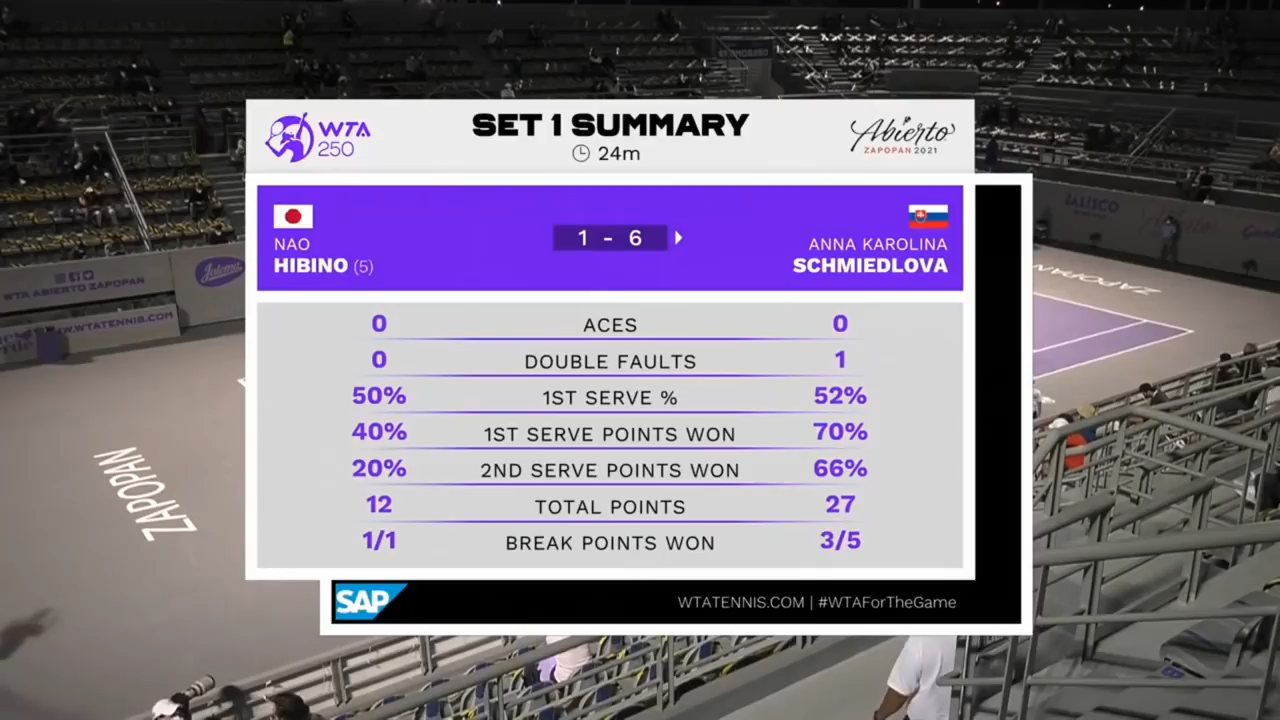 WTA
250
SET 1 SUMMARY
24m
Abierto
ZAPOPAN 2021
NAO
HIBINO (5)
1 - 6
ANNA KAROLINA
SCHMIEDLOVA
0 ACES 0
0 DOUBLE FAULTS 1
50% 1ST SERVE % 52%
40% 1ST SERVE POINTS WON 70%
20% 2ND SERVE POINTS WON 66%
12 TOTAL POINTS 27
1/1 BREAK POINTS WON 3/5
SAP
WTATENNIS.COM | #WTAForTheGame
WTA ABIERTO ZAPOPAN
WWW.WTATENNIS.COM
JALISCO
ZAPOPAN
ZAPOPAN